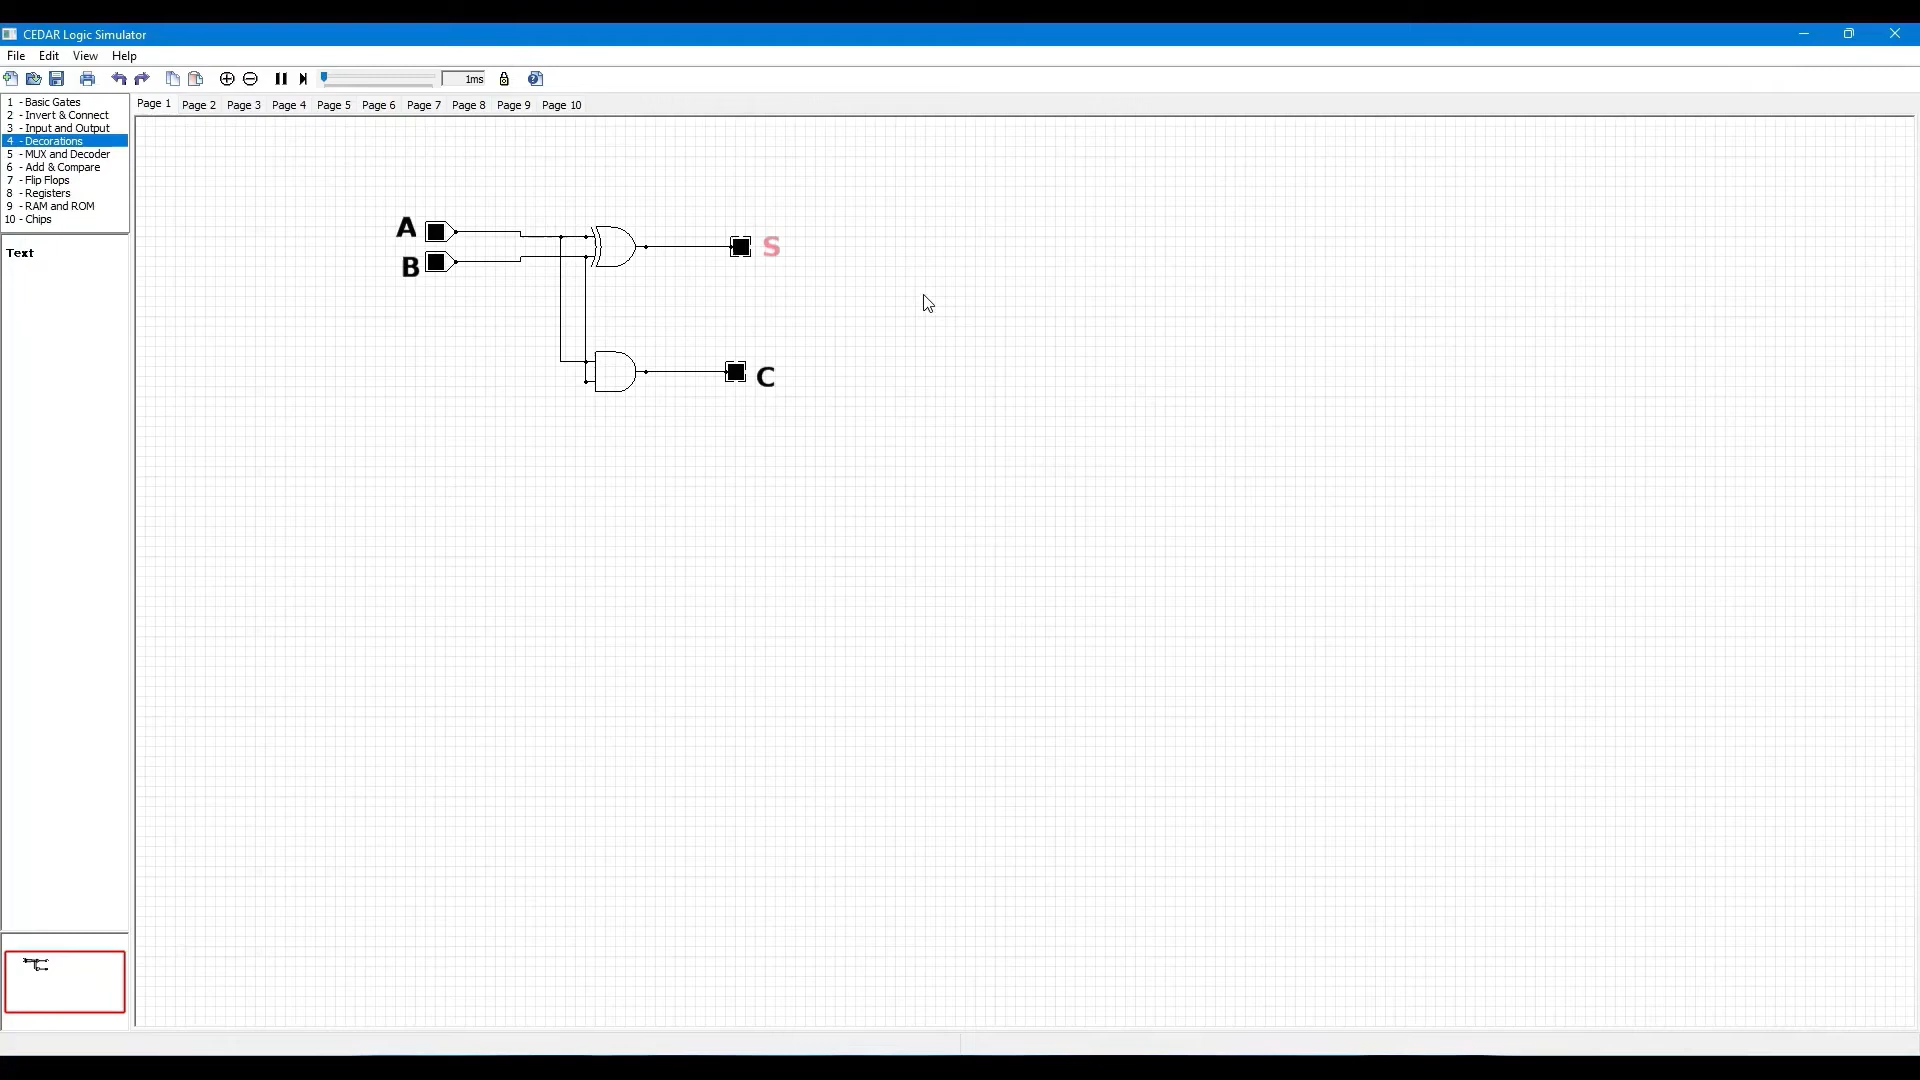 CEDAR Logic Simulator
File Edit View Help
1ms
1 - Basic Gates
2 - Invert & Connect
3 - Input and Output
4 - Decorations
5 - MUX and Decoder
6 - Add & Compare
7 - Flip Flops
8 - Registers
9 - RAM and ROM
10 - Chips
Text
Page 1 Page 2 Page 3 Page 4 Page 5 Page 6 Page 7 Page 8 Page 9 Page 10
A
B
S
C